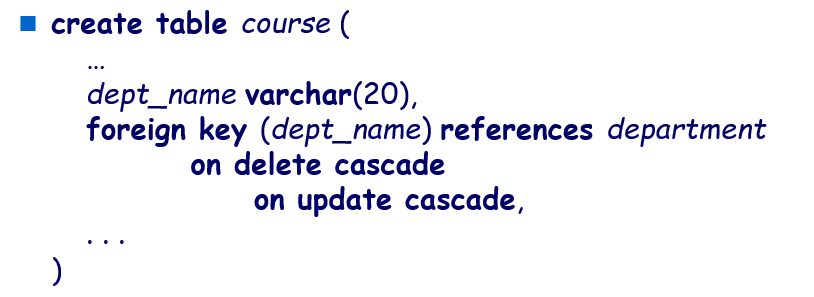 create table course (
…
dept_name varchar(20),
foreign key (dept_name) references department
on delete cascade
on update cascade,
. . .
)